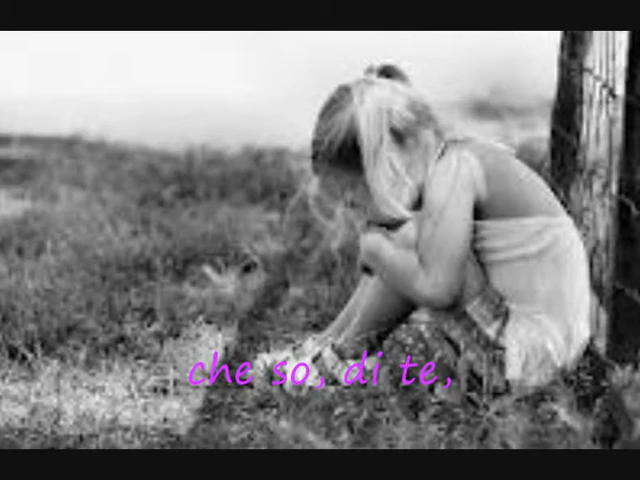 che so, di te,